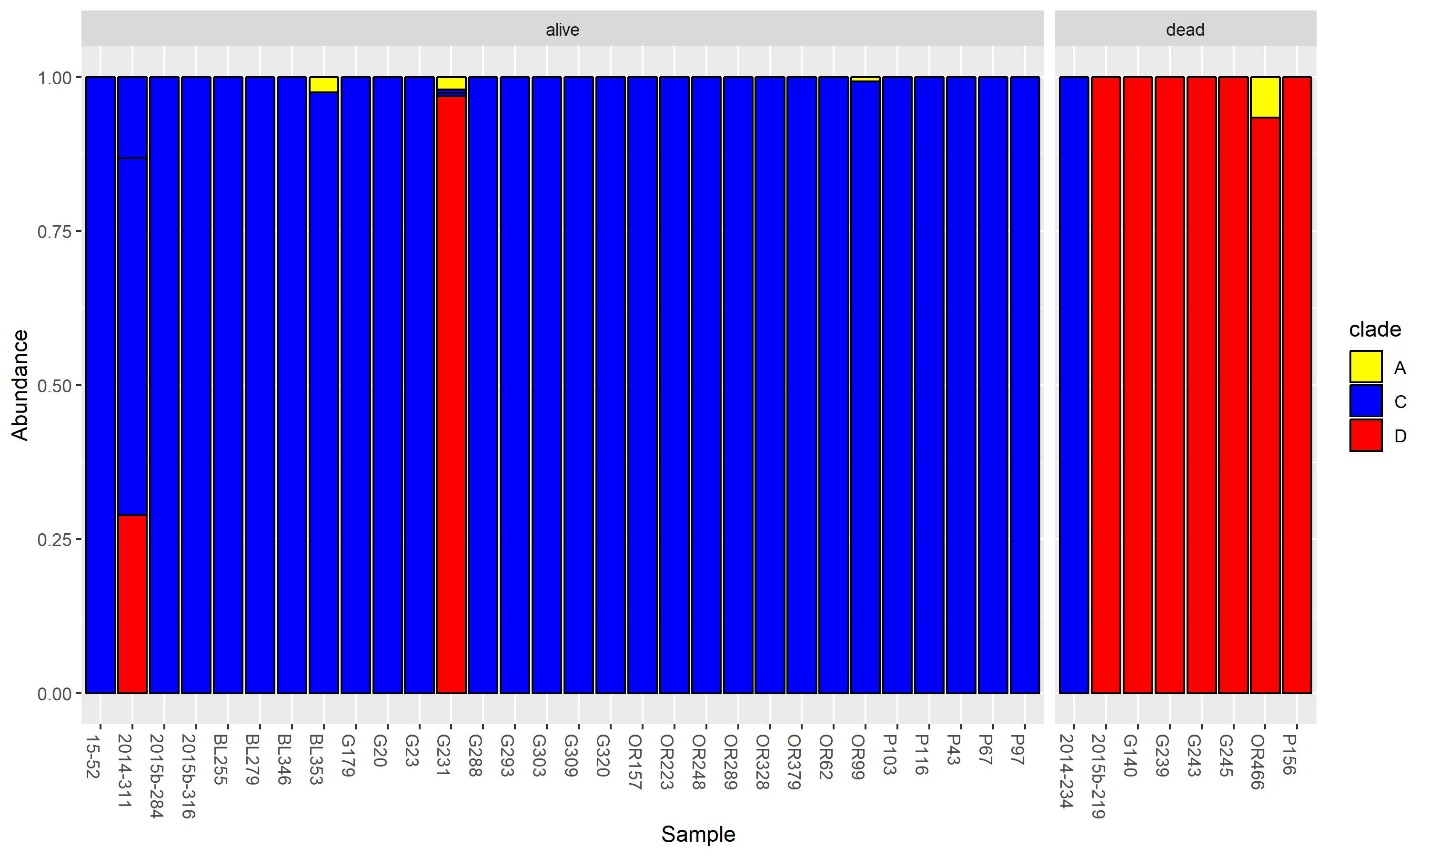 alive
dead
1.00
0.75
0.50
0.25
0.00
Abundance
15-52
2014-311
2015b-284
2015b-316
BL255
BL279
BL346
BL353
G179
G20
G23
G231
G288
G293
G303
G309
G320
OR157
OR223
OR248
OR289
OR328
OR379
OR62
OR99
P103
P116
P43
P67
P97
2014-234
2015b-219
G140
G239
G243
G245
OR466
P156
Sample
clade
A
C
D